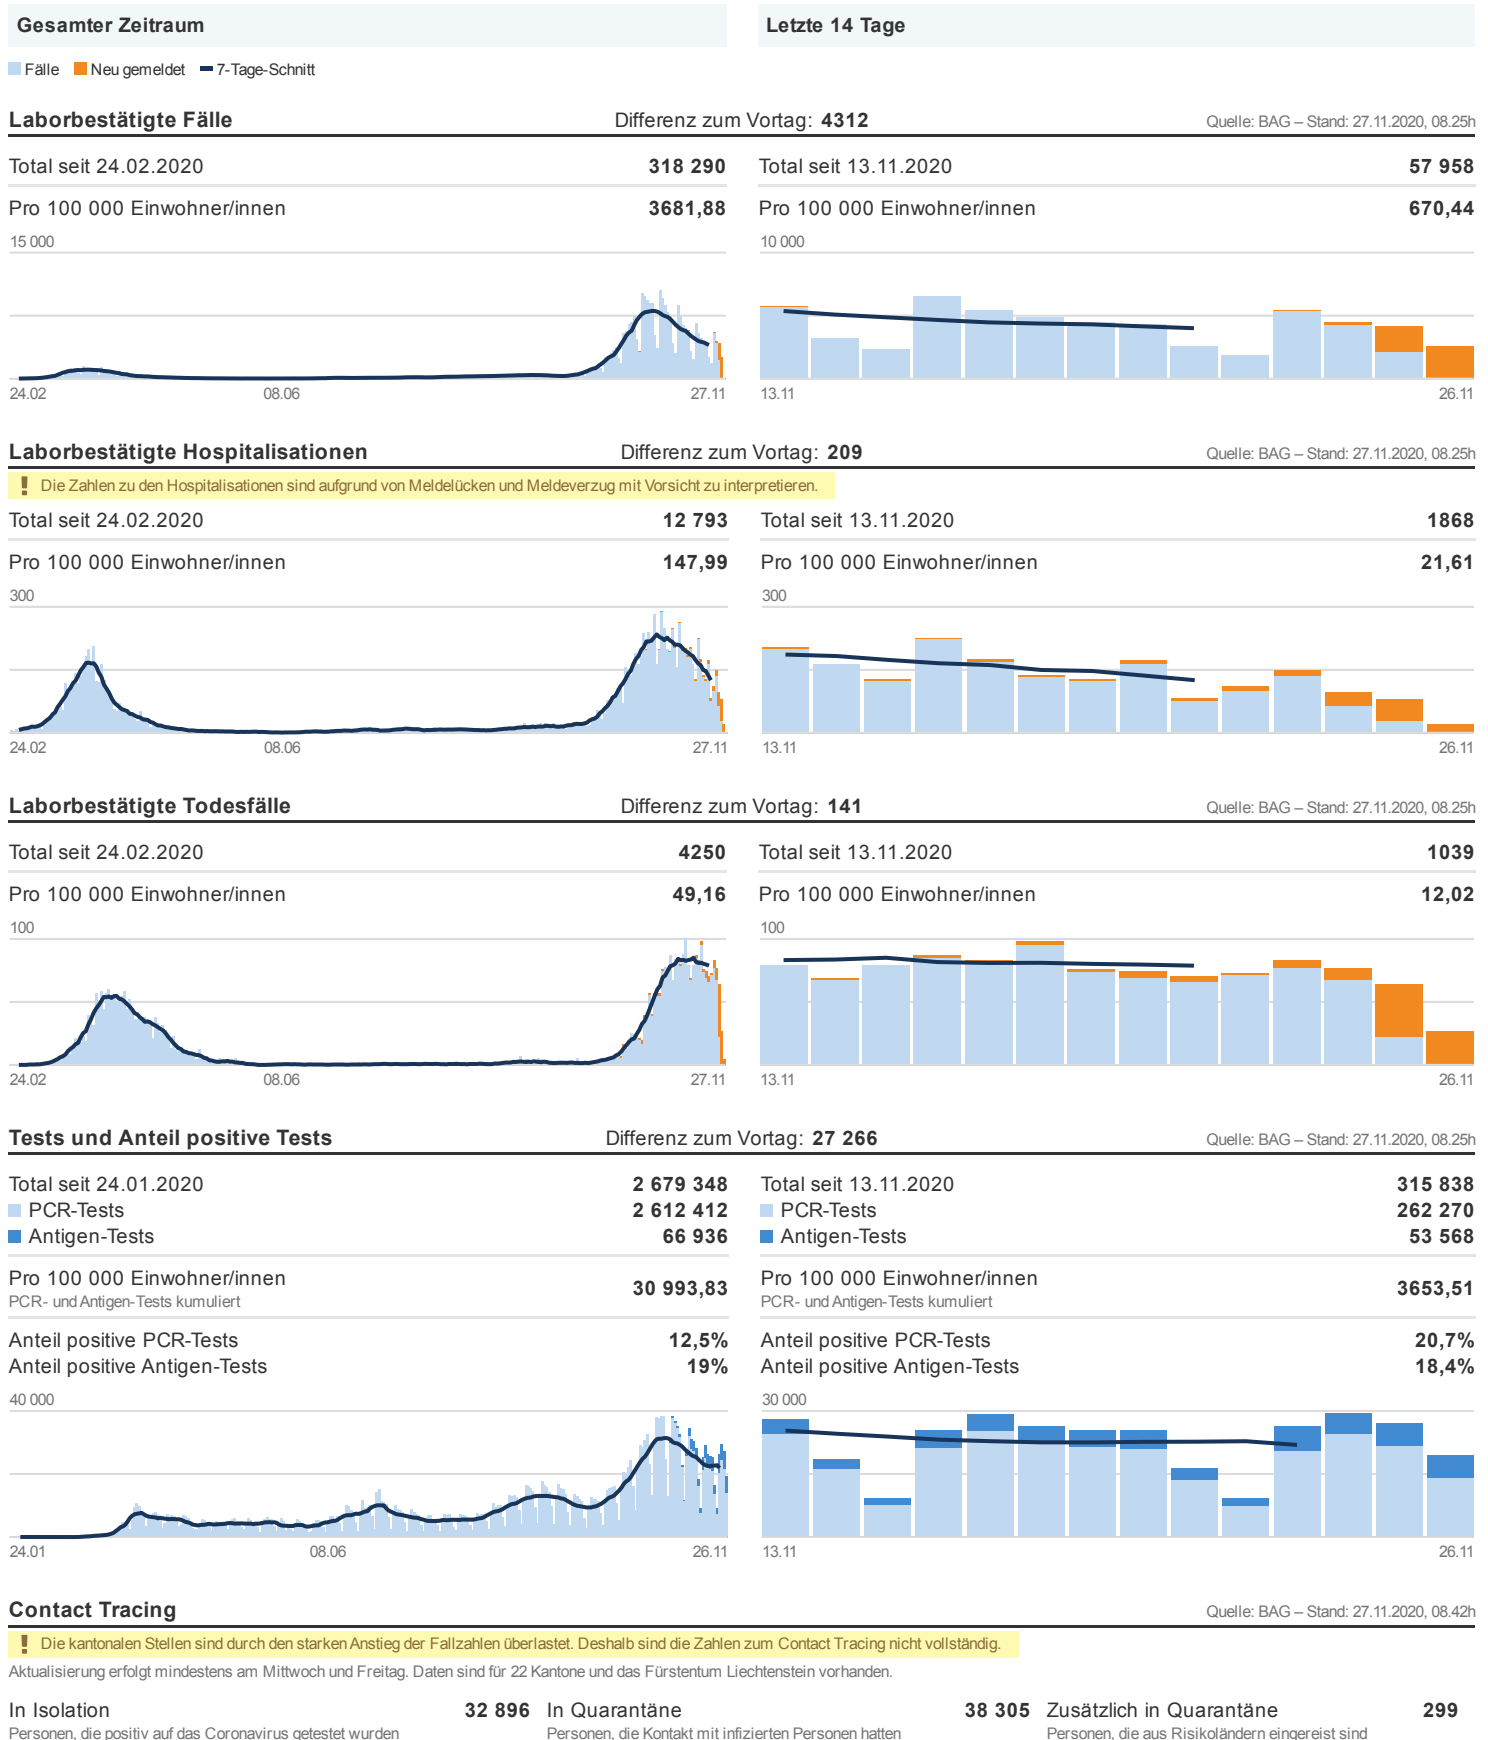 Gesamter Zeitraum
Letzte 14 Tage
Fälle Neu gemeldet 7-Tage-Schnitt
Laborbestätigte Fälle Differenz zum Vortag: 4312 Quelle: BAG – Stand: 27.11.2020, 08.25h
Total seit 24.02.2020 318 290 Total seit 13.11.2020 57 958
Pro 100 000 Einwohner/innen 3681,88 Pro 100 000 Einwohner/innen 670,44
15 000 10 000
24.02 08.06 27.11 13.11 26.11
Laborbestätigte Hospitalisationen Differenz zum Vortag: 209 Quelle: BAG – Stand: 27.11.2020, 08.25h
! Die Zahlen zu den Hospitalisationen sind aufgrund von Meldelücken und Meldeverzug mit Vorsicht zu interpretieren.
Total seit 24.02.2020 12 793 Total seit 13.11.2020 1868
Pro 100 000 Einwohner/innen 147,99 Pro 100 000 Einwohner/innen 21,61
300 300
24.02 08.06 27.11 13.11 26.11
Laborbestätigte Todesfälle Differenz zum Vortag: 141 Quelle: BAG – Stand: 27.11.2020, 08.25h
Total seit 24.02.2020 4250 Total seit 13.11.2020 1039
Pro 100 000 Einwohner/innen 49,16 Pro 100 000 Einwohner/innen 12,02
100 100
24.02 08.06 27.11 13.11 26.11
Tests und Anteil positive Tests Differenz zum Vortag: 27 266 Quelle: BAG – Stand: 27.11.2020, 08.25h
Total seit 24.01.2020 2 679 348 Total seit 13.11.2020 315 838
PCR-Tests 2 612 412 PCR-Tests 262 270
Antigen-Tests 66 936 Antigen-Tests 53 568
Pro 100 000 Einwohner/innen 30 993,83 Pro 100 000 Einwohner/innen 3653,51
PCR- und Antigen-Tests kumuliert PCR- und Antigen-Tests kumuliert
Anteil positive PCR-Tests 12,5% Anteil positive PCR-Tests 20,7%
Anteil positive Antigen-Tests 19% Anteil positive Antigen-Tests 18,4%
40 000 30 000
24.01 08.06 26.11 13.11 26.11
Contact Tracing Quelle: BAG – Stand: 27.11.2020, 08.42h
! Die kantonalen Stellen sind durch den starken Anstieg der Fallzahlen überlastet. Deshalb sind die Zahlen zum Contact Tracing nicht vollständig.
Aktualisierung erfolgt mindestens am Mittwoch und Freitag. Daten sind für 22 Kantone und das Fürstentum Liechtenstein vorhanden.
In Isolation 32 896 In Quarantäne 38 305 Zusätzlich in Quarantäne 299
Personen, die positiv auf das Coronavirus getestet wurden Personen, die Kontakt mit infizierten Personen hatten Personen, die aus Risikoländern eingereist sind